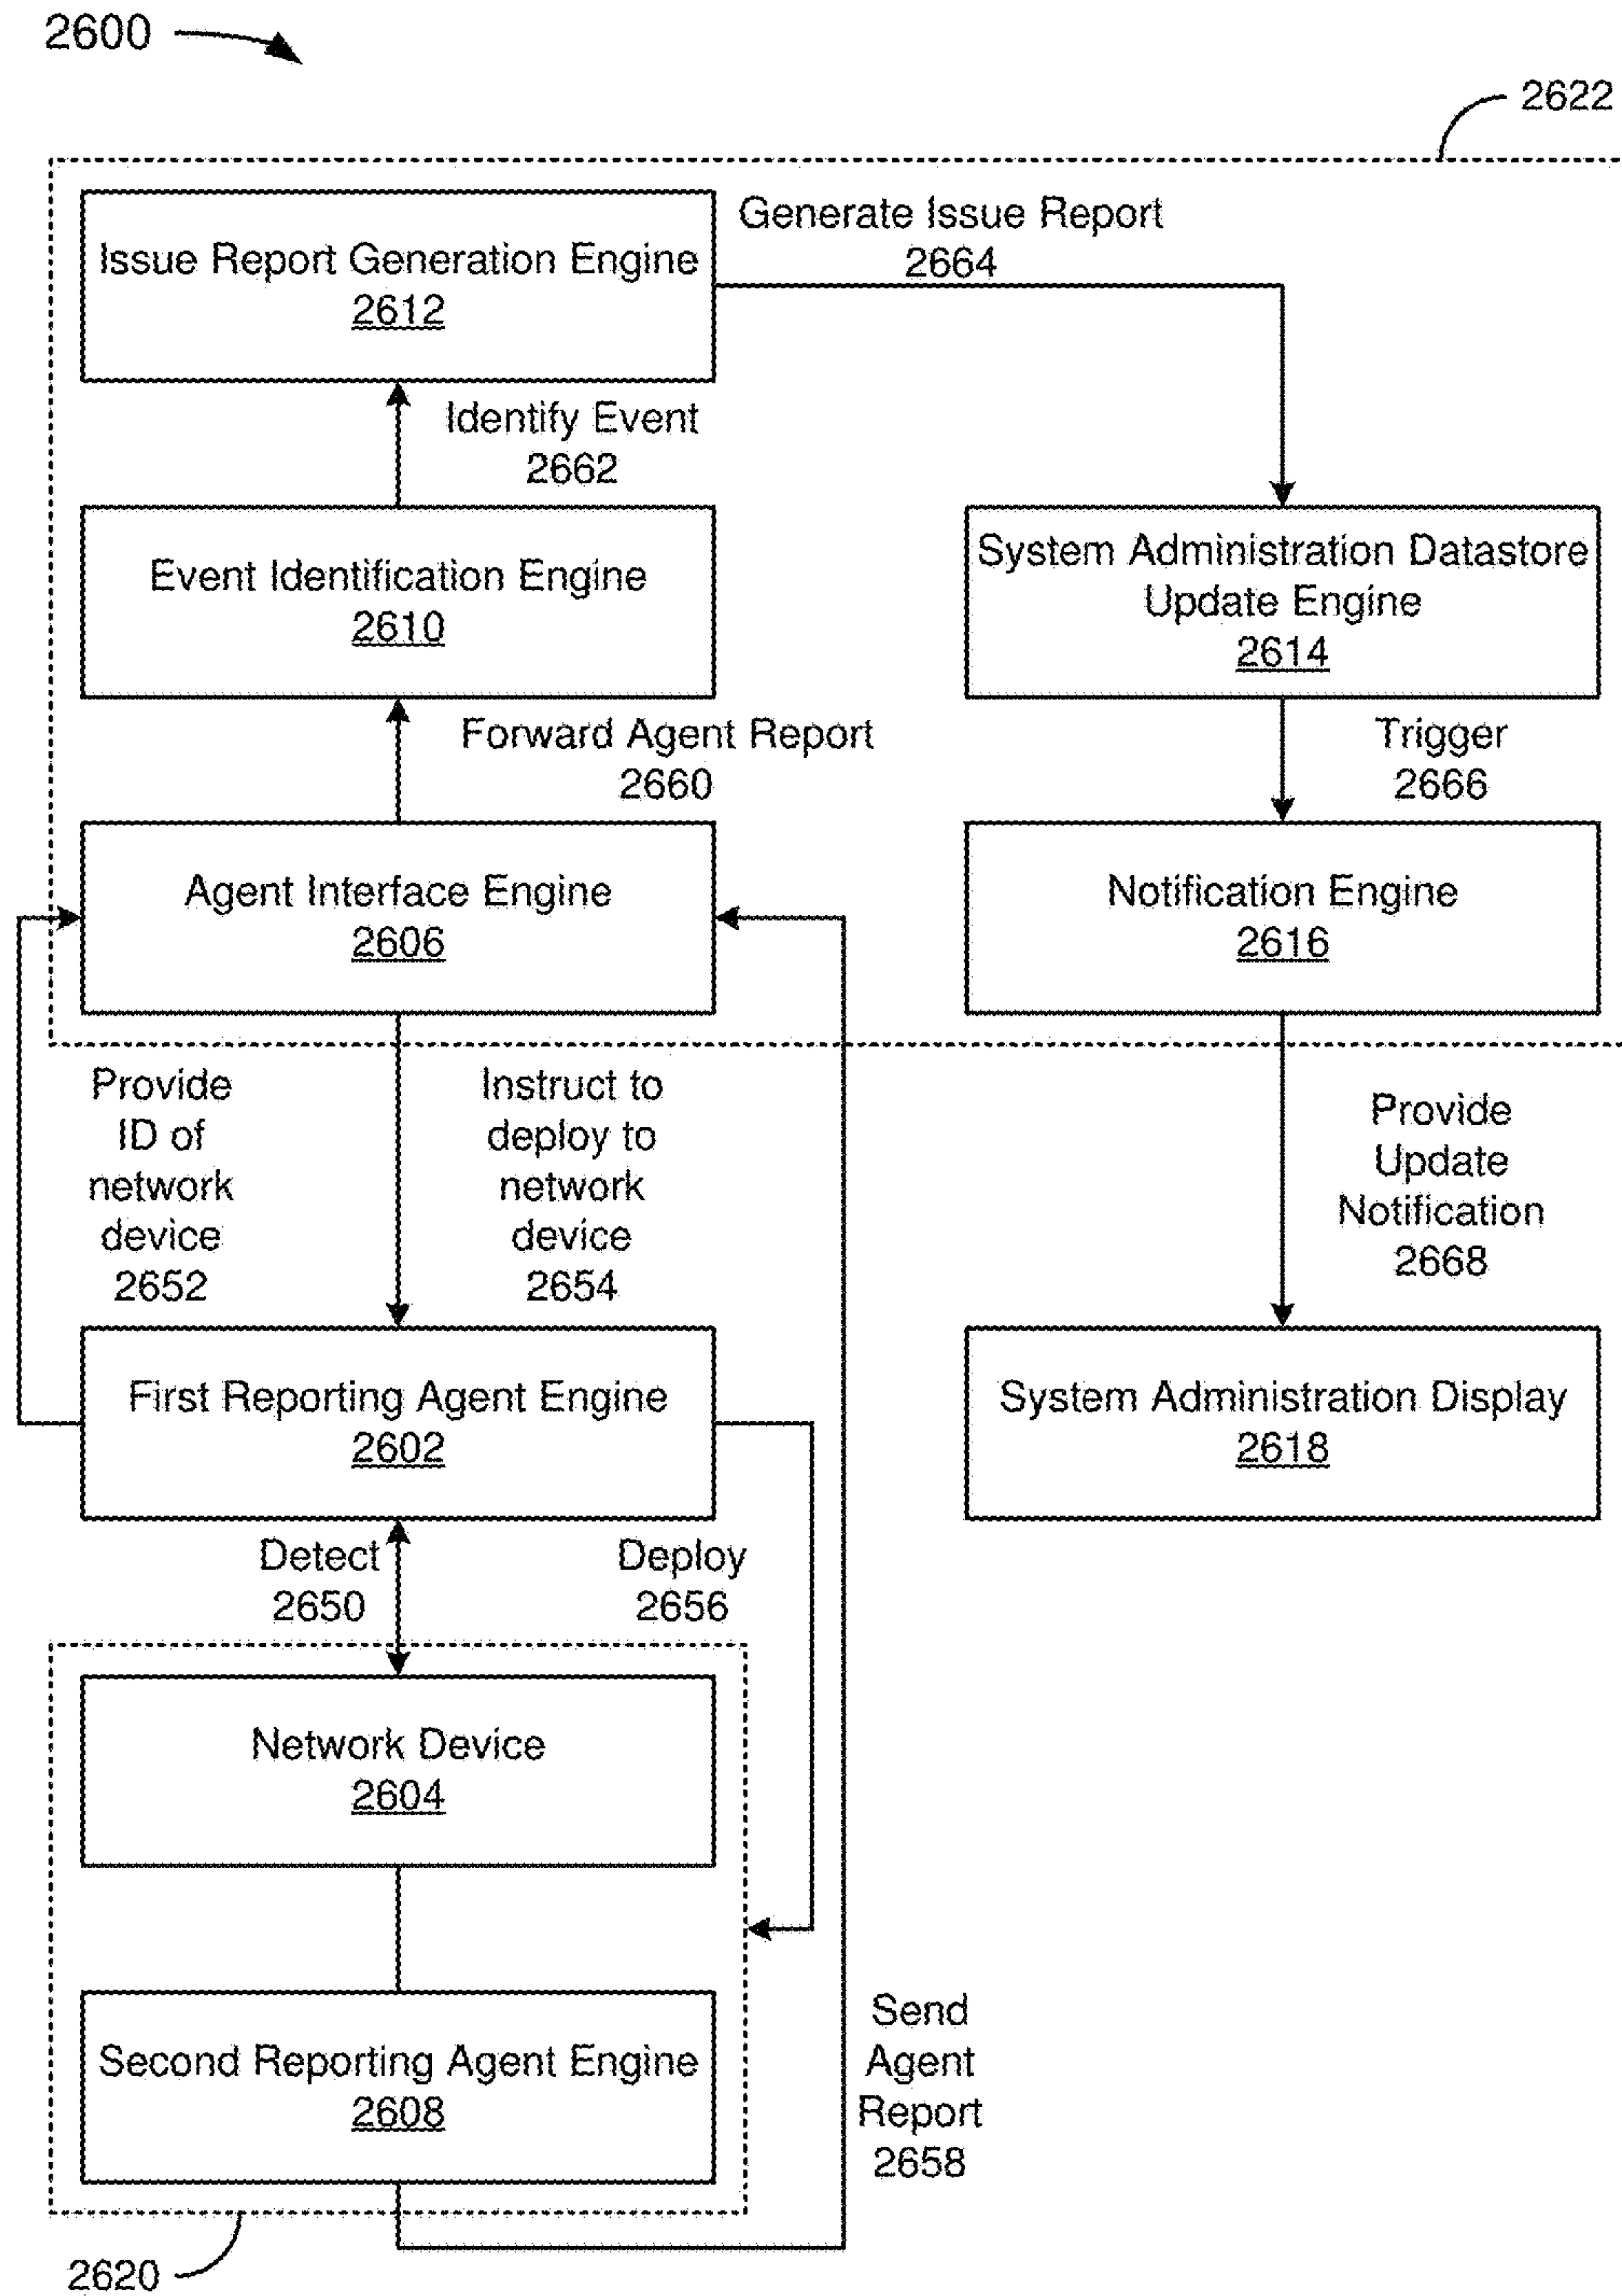 2600
2622
Issue Report Generation Engine
2612
Generate Issue Report
2664
Identify Event
2662
Event Identification Engine
2610
System Administration Datastore
Update Engine
2614
Forward Agent Report
2660
Trigger
2666
Agent Interface Engine
2606
Notification Engine
2616
Provide
ID of
network
device
2652
Instruct to
deploy to
network
device
2654
Provide
Update
Notification
2668
First Reporting Agent Engine
2602
System Administration Display
2618
Detect
2650
Deploy
2656
Network Device
2604
Second Reporting Agent Engine
2608
Send
Agent
Report
2658
2620